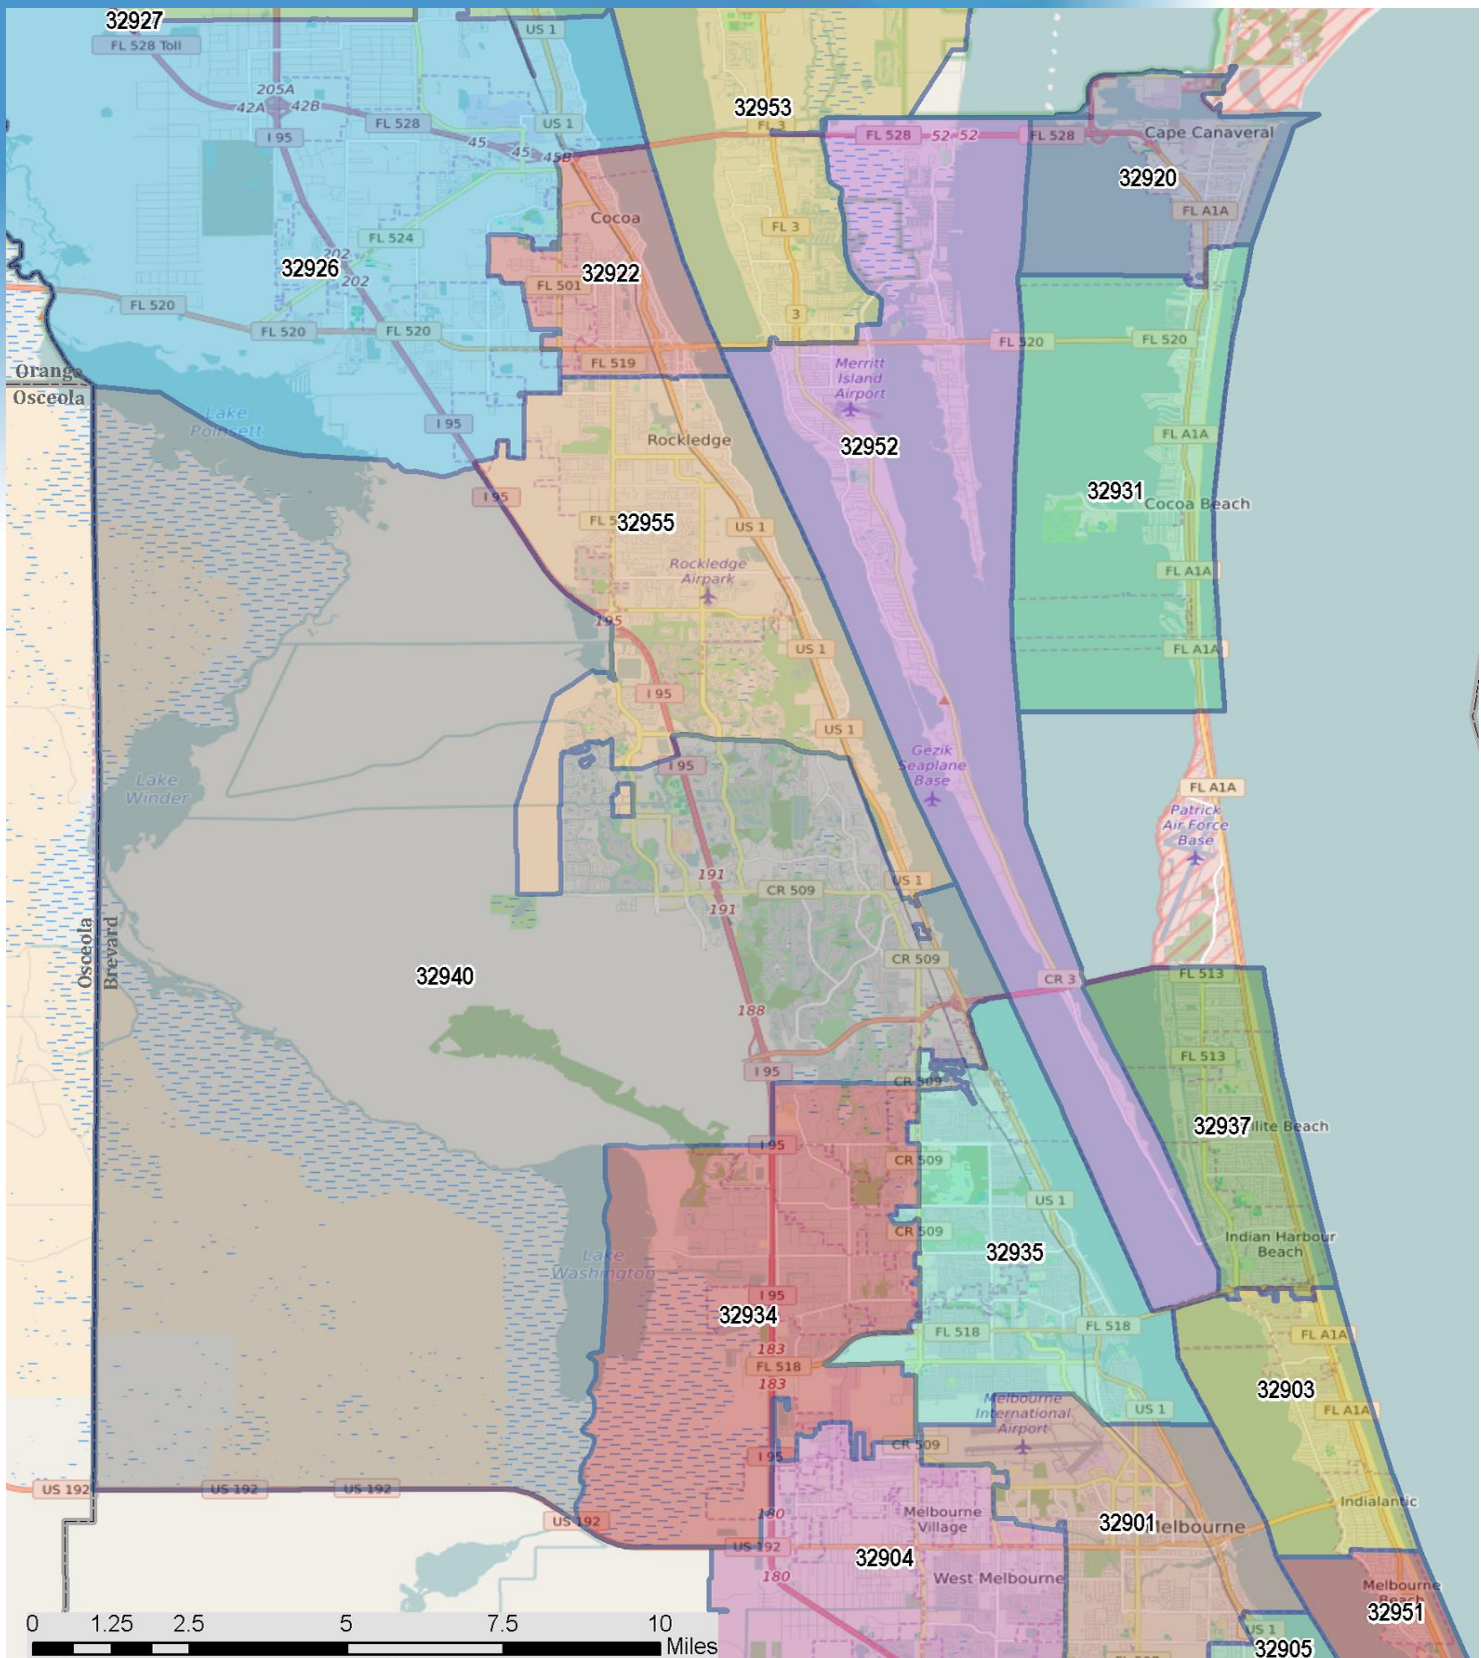 32927
FL 528 Toll
US 1
205A
42A
42B
I 95
FL 528
US 1
45
45
45B
32953
FL 3
FL 528
52
52
FL 528
Cape Canaveral
32920
FL A1A
Cocoa
FL 524
202
32926
202
32922
FL 501
FL 3
FL 520
FL 520
FL 520
3
FL 519
FL 520
FL 520
Orange
Osceola
Merritt
Island
Airport
Lake
Poinsett
I 95
Rockledge
32952
FL A1A
I 95
32931
Cocoa Beach
32955
US 1
Rockledge
Airpark
FL A1A
195
US 1
FL A1A
I 95
US 1
Gezik
Seaplane
Base
I 95
Lake
Winder
FL A1A
Patrick
Air Force
Base
191
CR 509
US 1
191
Osceola
Brevard
CR 509
32940
CR 3
FL 513
188
FL 513
I 95
CR 509
32937
llite Beach
I 95
CR 509
US 1
CR 509
32935
Indian Harbour
Beach
Lake
Washington
I 95
32934
FL 518
FL 518
FL A1A
183
FL 518
183
32903
Melbourne
International
Airport
US 1
FL A1A
CR 509
I 95
US 192
US 192
US 192
Indialantic
US 192
180
Melbourne
Village
32901
elbourne
US 192
32904
180
West Melbourne
Melbourne
Beach
32951
US 1
32905
0 1.25 2.5 5 7.5 10
Miles